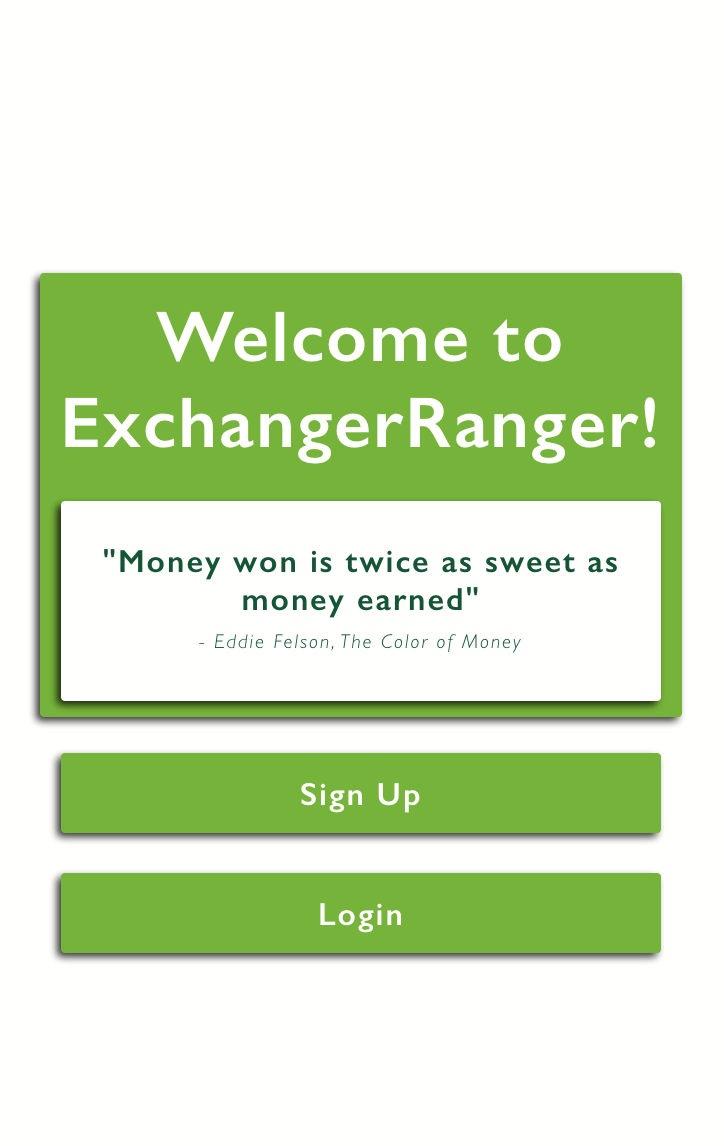 Welcome to
ExchangerRanger!
"Money won is twice as sweet as
money earned"
- Eddie Felson, The Color of Money
Sign Up
Login